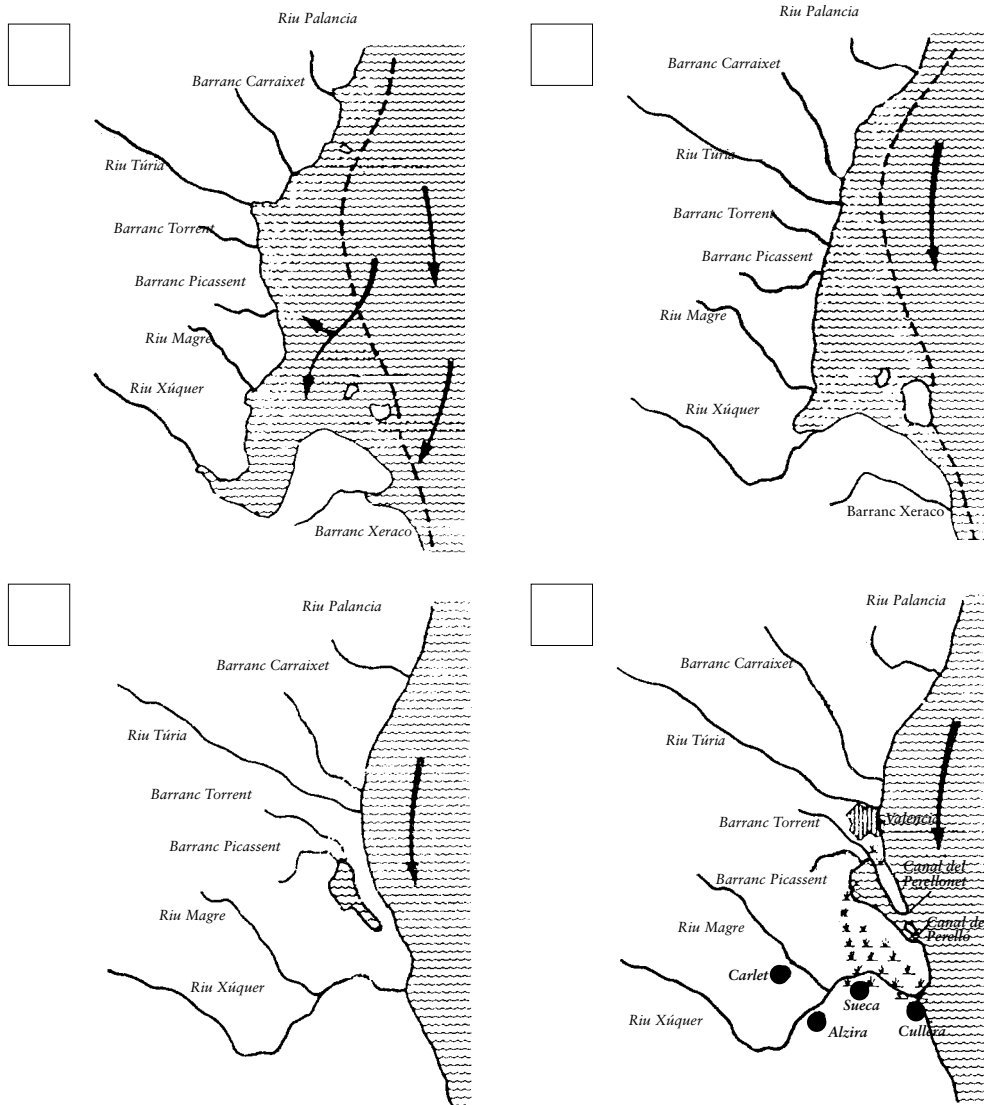 Riu Palancia
Barranc Carraixet
Riu Túria
Barranc Torrent
Barranc Picassent
Riu Magre
Riu Xúquer
Barranc Xeraco
Riu Palancia
Barranc Carraixet
Riu Túria
Barranc Torrent
Barranc Picassent
Riu Magre
Riu Xúquer
Barranc Xeraco
Riu Palancia
Barranc Carraixet
Riu Túria
Barranc Torrent
Barranc Picassent
Riu Magre
Riu Xúquer
Riu Palancia
Barranc Carraixet
Riu Túria
Valencia
Barranc Torrent
Canal del
Perellonet
Barranc Picassent
Riu Magre
Canal de
Perelló
Carlet
Sueca
Riu Xúquer
Alzira
Cullera